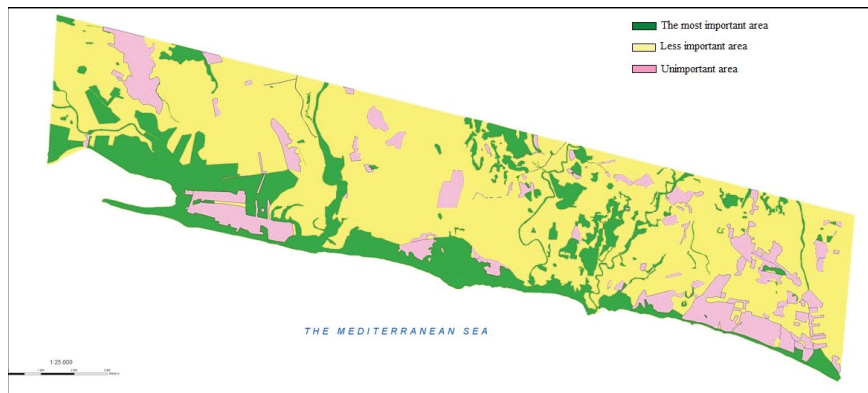 The most important area
Less important area
Unimportant area
THE MEDITERRANEAN SEA
1:25 000